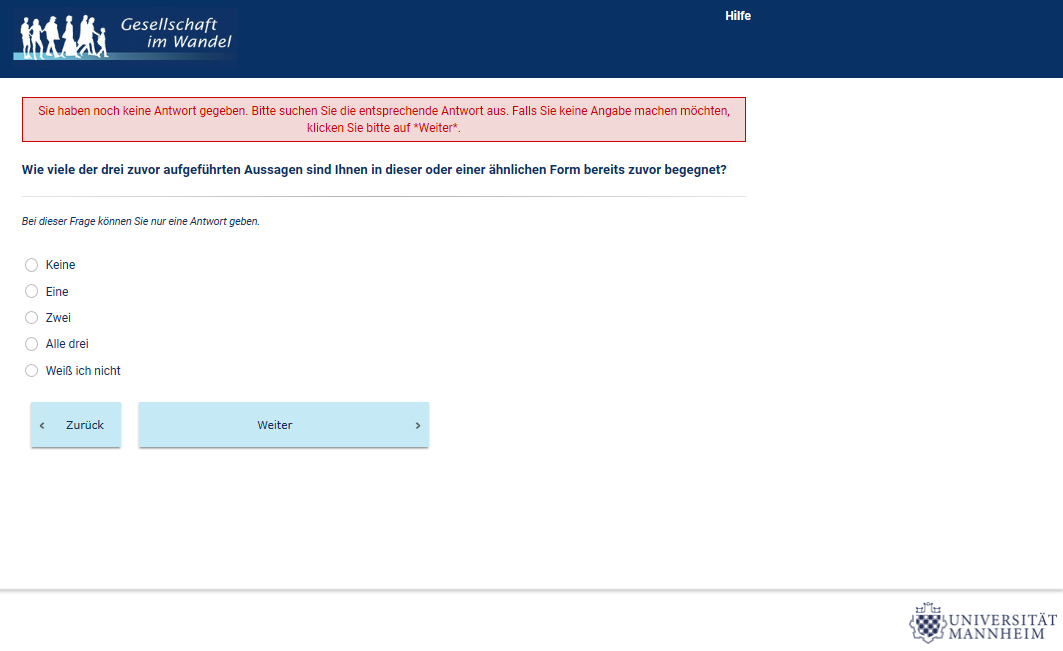 Gesellschaft
im Wandel
Hilfe
Sie haben noch keine Antwort gegeben. Bitte suchen Sie die entsprechende Antwort aus. Falls Sie keine Angabe machen möchten,
klicken Sie bitte auf *Weiter*.
Wie viele der drei zuvor aufgeführten Aussagen sind Ihnen in dieser oder einer ähnlichen Form bereits zuvor begegnet?
Bei dieser Frage können Sie nur eine Antwort geben.
Keine
Eine
Zwei
Alle drei
Weiß ich nicht
‹ Zurück
Weiter ›
UNIVERSITÄT
MANNHEIM